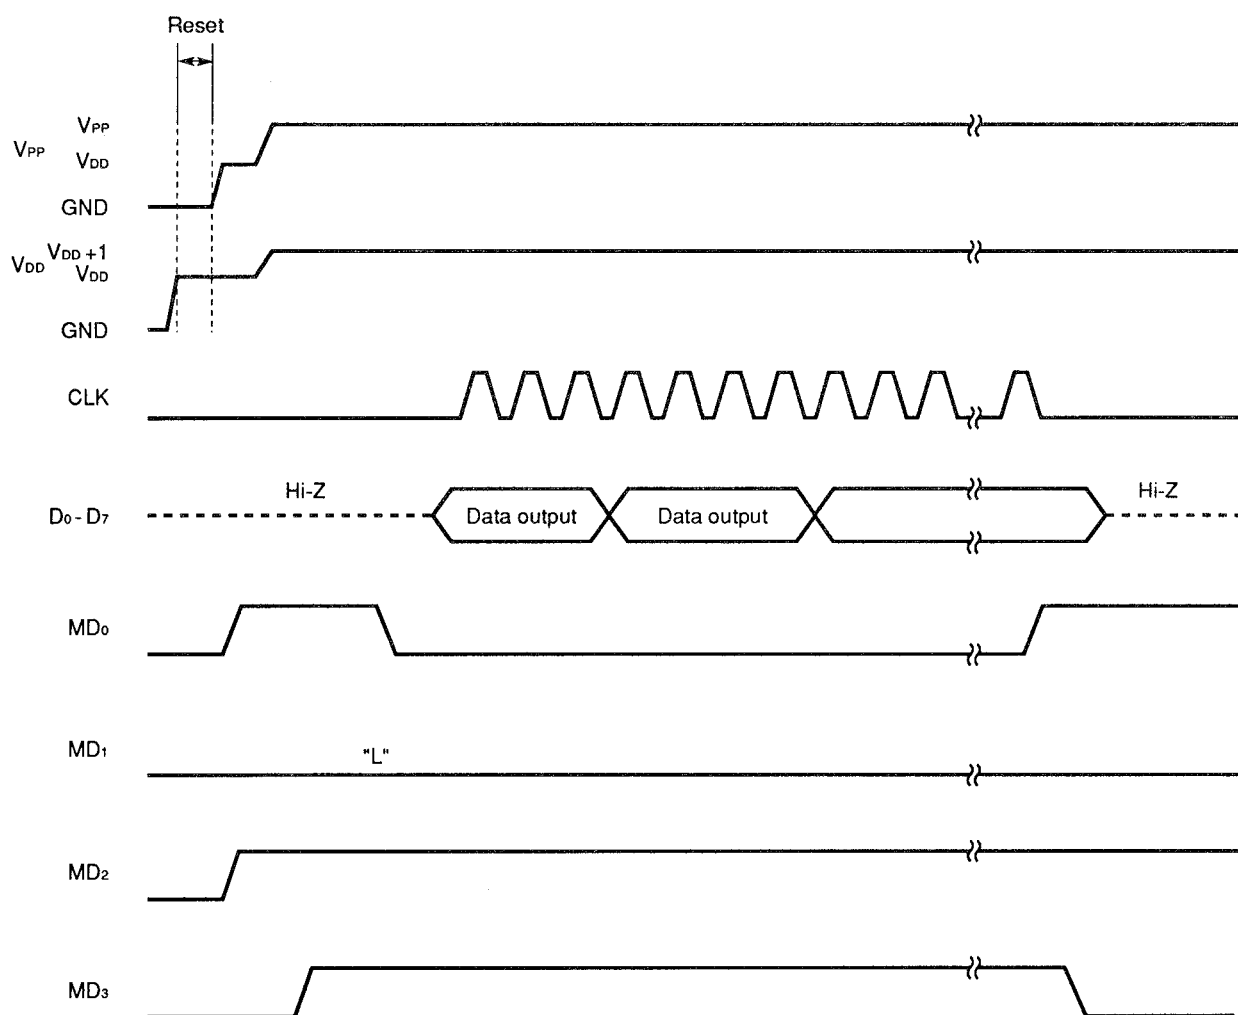 Reset
VPP
VPP
VDD
GND
VDD
VDD +1
VDD
GND
CLK
Hi-Z
Hi-Z
D0 - D7
Data output
Data output
MD0
MD1
"L"
MD2
MD3